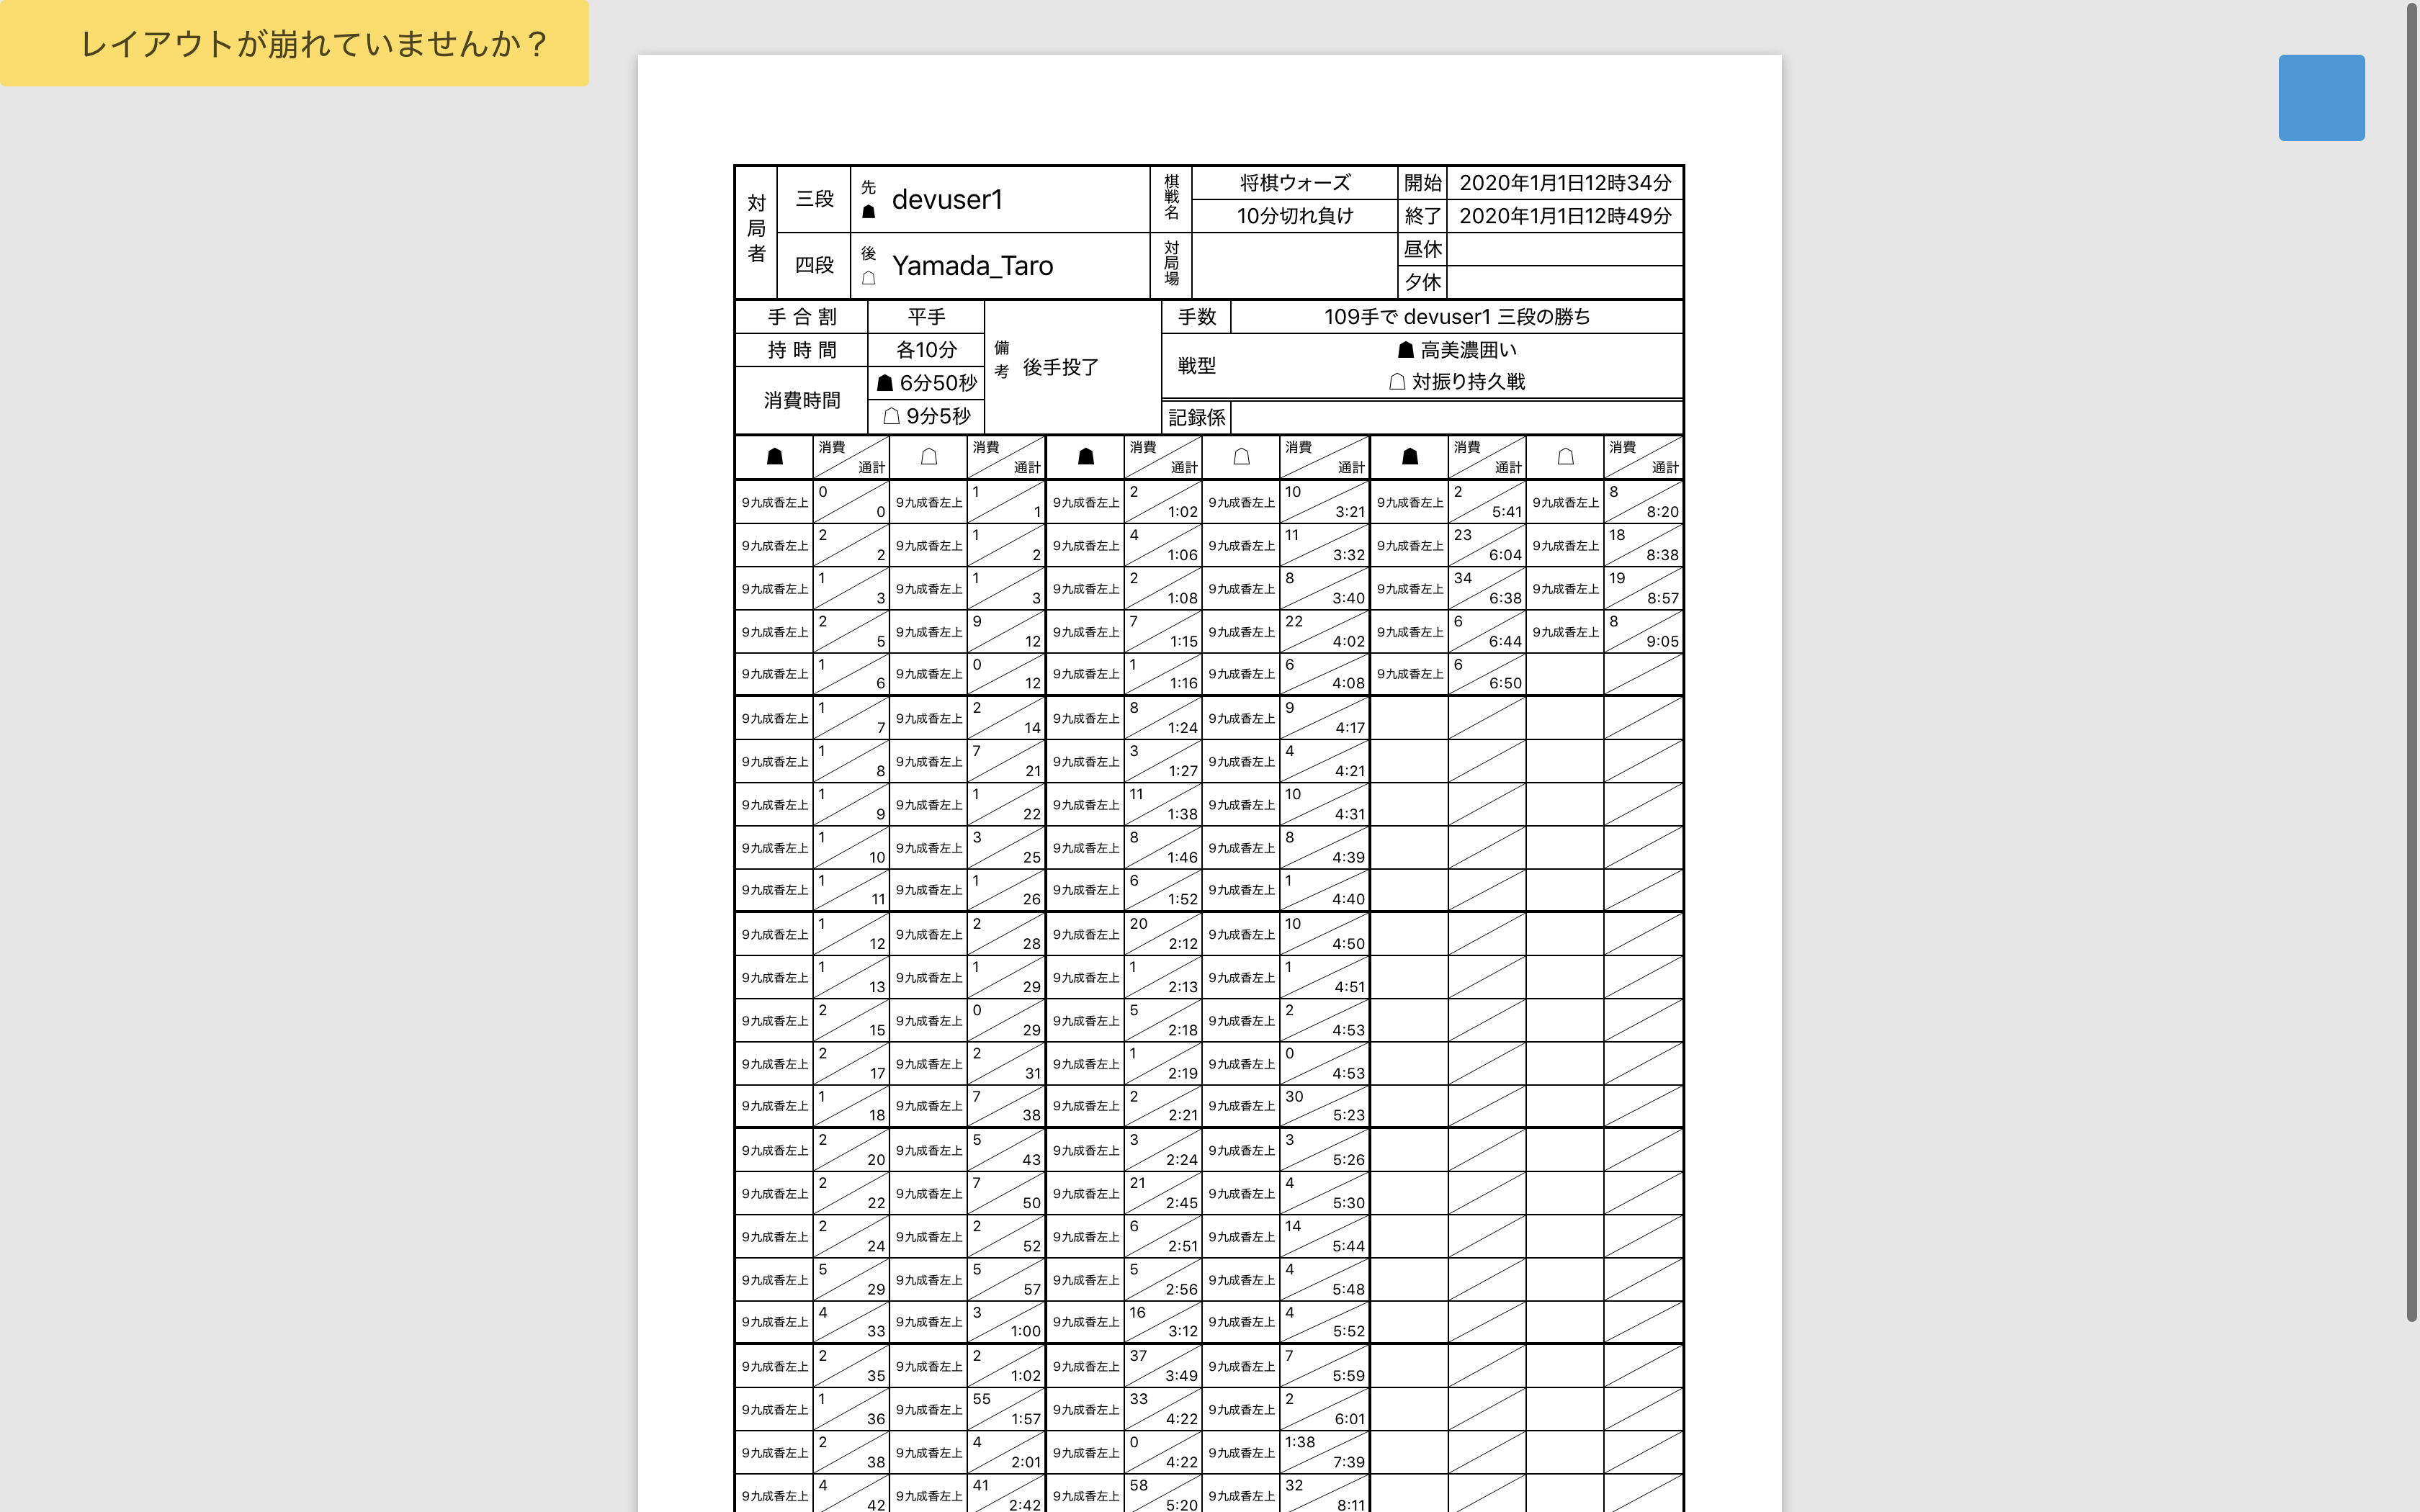 レイアウトが崩れていませんか？
対局者 三段 先 ☗ devuser1 棋戦名 将棋ウォーズ 開始 2020年1月1日12時34分
10分切れ負け 終了 2020年1月1日12時49分
四段 後 ☖ Yamada_Taro 対局場 昼休
夕休
手合割 平手 備考 後手投了 手数 109手で devuser1 三段の勝ち
持時間 各10分 戦型 ☗ 高美濃囲い
消費時間 ☗ 6分50秒 ☖ 対振り持久戦
☖ 9分5秒 記録係
☗ 消費 通計 ☖ 消費 通計 ☗ 消費 通計 ☖ 消費 通計 ☗ 消費 通計 ☖ 消費 通計
9九成香左上 0 0 9九成香左上 1 1 9九成香左上 2 1:02 9九成香左上 10 3:21 9九成香左上 2 5:41 9九成香左上 8 8:20
9九成香左上 2 2 9九成香左上 1 2 9九成香左上 4 1:06 9九成香左上 11 3:32 9九成香左上 23 6:04 9九成香左上 18 8:38
9九成香左上 1 3 9九成香左上 1 3 9九成香左上 2 1:08 9九成香左上 8 3:40 9九成香左上 34 6:38 9九成香左上 19 8:57
9九成香左上 2 5 9九成香左上 9 12 9九成香左上 7 1:15 9九成香左上 22 4:02 9九成香左上 6 6:44 9九成香左上 8 9:05
9九成香左上 1 6 9九成香左上 0 12 9九成香左上 1 1:16 9九成香左上 6 4:08 9九成香左上 6 6:50
9九成香左上 1 7 9九成香左上 2 14 9九成香左上 8 1:24 9九成香左上 9 4:17
9九成香左上 1 8 9九成香左上 7 21 9九成香左上 3 1:27 9九成香左上 4 4:21
9九成香左上 1 9 9九成香左上 1 22 9九成香左上 11 1:38 9九成香左上 10 4:31
9九成香左上 1 10 9九成香左上 3 25 9九成香左上 8 1:46 9九成香左上 8 4:39
9九成香左上 1 11 9九成香左上 1 26 9九成香左上 6 1:52 9九成香左上 1 4:40
9九成香左上 1 12 9九成香左上 2 28 9九成香左上 20 2:12 9九成香左上 10 4:50
9九成香左上 1 13 9九成香左上 1 29 9九成香左上 1 2:13 9九成香左上 1 4:51
9九成香左上 2 15 9九成香左上 0 29 9九成香左上 5 2:18 9九成香左上 2 4:53
9九成香左上 2 17 9九成香左上 2 31 9九成香左上 1 2:19 9九成香左上 0 4:53
9九成香左上 1 18 9九成香左上 7 38 9九成香左上 2 2:21 9九成香左上 30 5:23
9九成香左上 2 20 9九成香左上 5 43 9九成香左上 3 2:24 9九成香左上 3 5:26
9九成香左上 2 22 9九成香左上 7 50 9九成香左上 21 2:45 9九成香左上 4 5:30
9九成香左上 2 24 9九成香左上 2 52 9九成香左上 6 2:51 9九成香左上 14 5:44
9九成香左上 5 29 9九成香左上 5 57 9九成香左上 5 2:56 9九成香左上 4 5:48
9九成香左上 4 33 9九成香左上 3 1:00 9九成香左上 16 3:12 9九成香左上 4 5:52
9九成香左上 2 35 9九成香左上 2 1:02 9九成香左上 37 3:49 9九成香左上 7 5:59
9九成香左上 1 36 9九成香左上 55 1:57 9九成香左上 33 4:22 9九成香左上 2 6:01
9九成香左上 2 38 9九成香左上 4 2:01 9九成香左上 0 4:22 9九成香左上 1:38 7:39
9九成香左上 4 42 9九成香左上 41 2:42 9九成香左上 58 5:20 9九成香左上 32 8:11